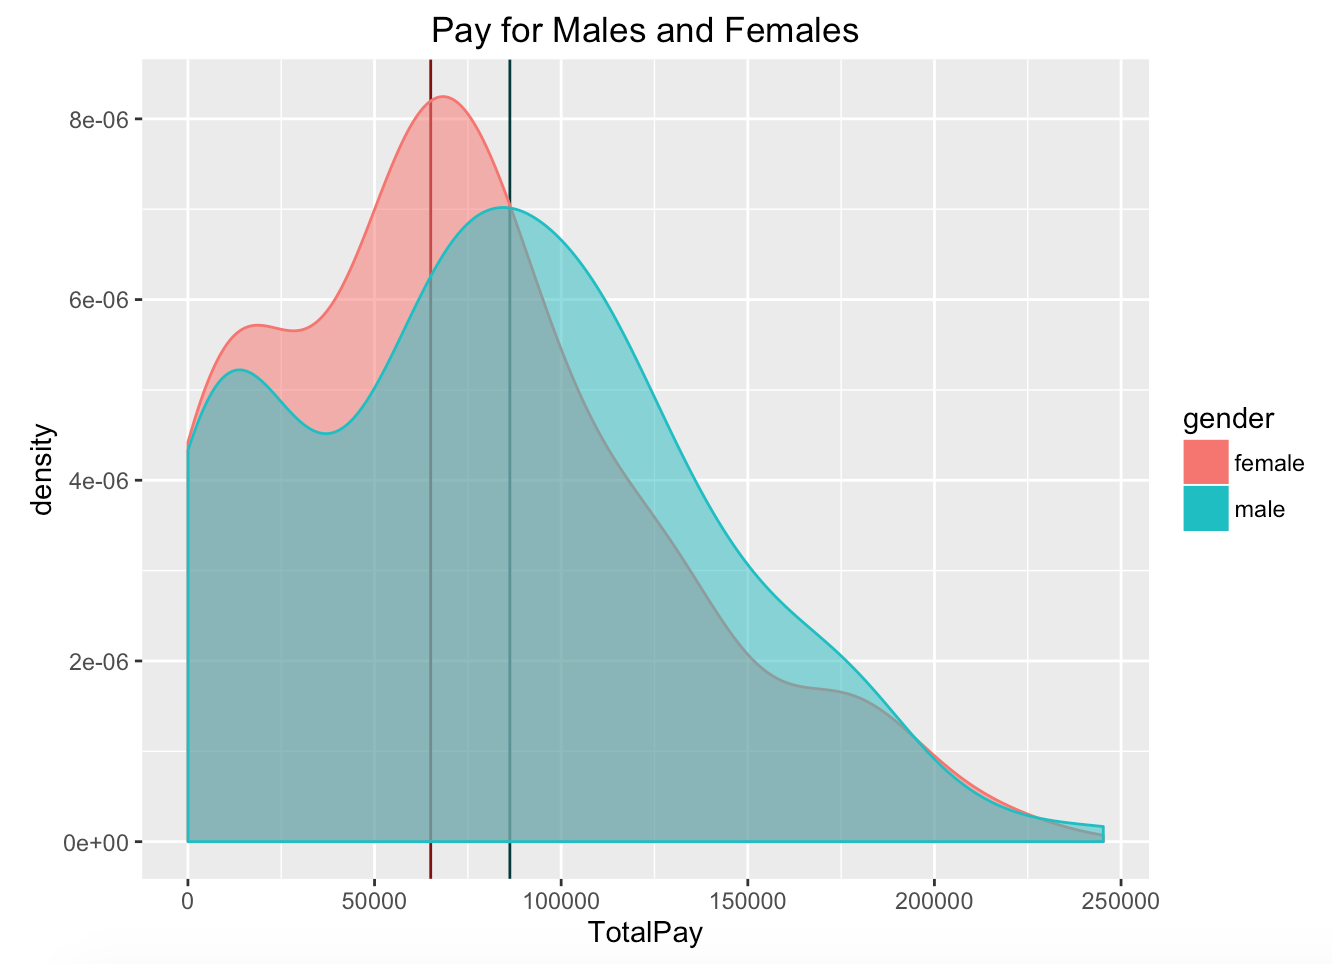 Pay for Males and Females
8e-06
6e-06
4e-06
2e-06
0e+00
density
0
50000
100000
150000
200000
250000
TotalPay
gender
female
male